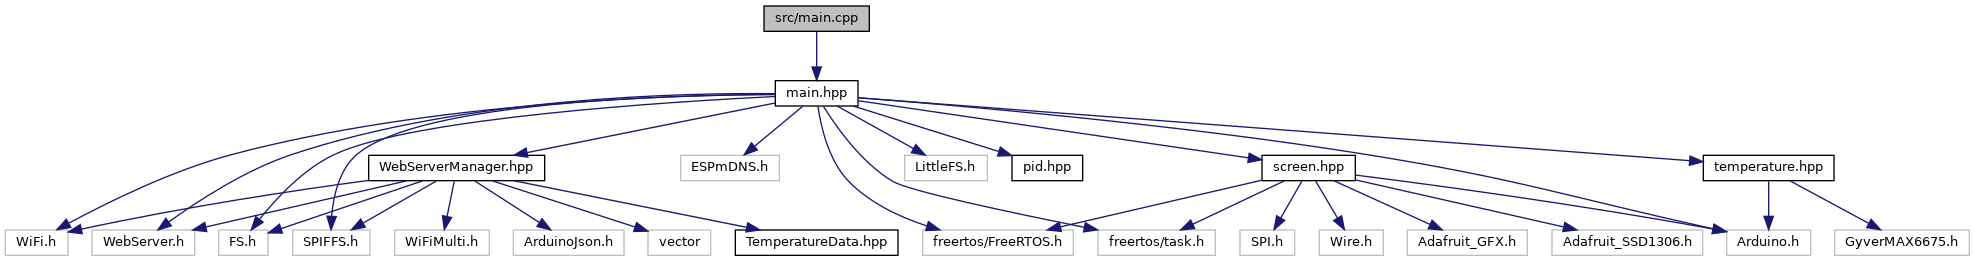 src/main.cpp
main.hpp
WebServerManager.hpp
ESPmDNS.h
LittleFS.h
pid.hpp
screen.hpp
temperature.hpp
WiFi.h
WebServer.h
FS.h
SPIFFS.h
WiFiMulti.h
ArduinoJson.h
vector
TemperatureData.hpp
freertos/FreeRTOS.h
freertos/task.h
SPI.h
Wire.h
Adafruit_GFX.h
Adafruit_SSD1306.h
Arduino.h
GyverMAX6675.h